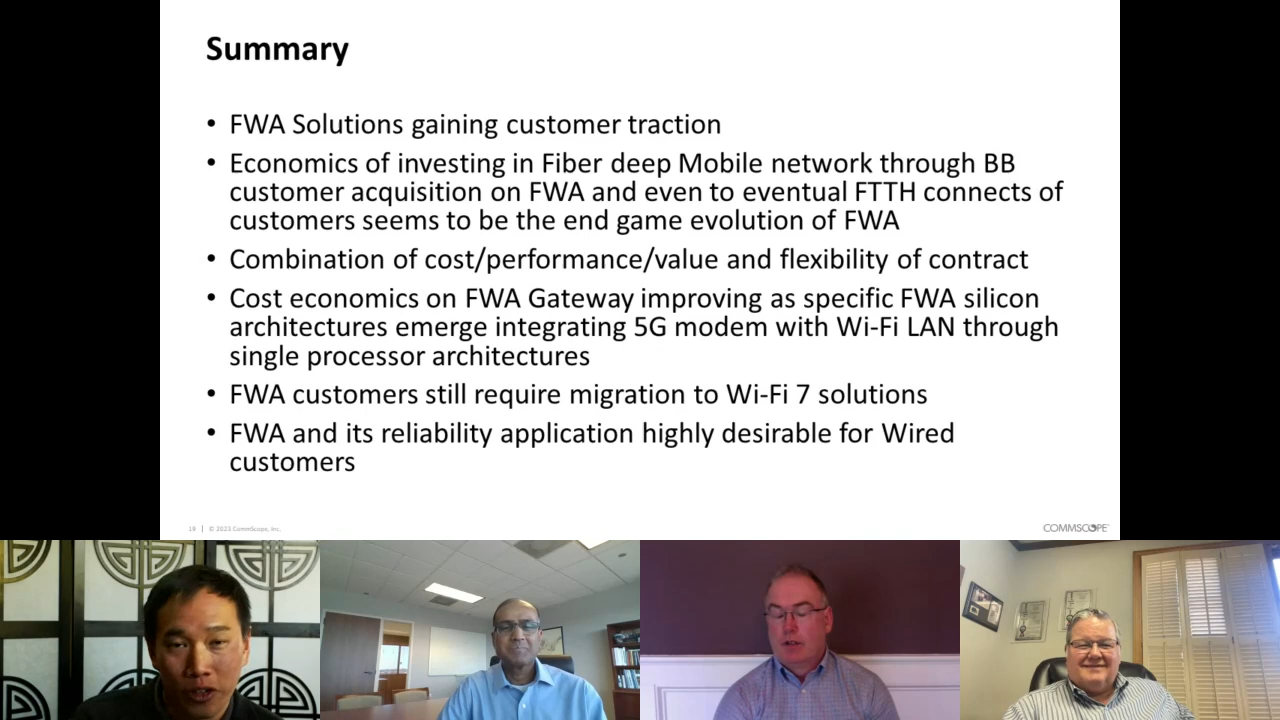 Summary
• FWA Solutions gaining customer traction
• Economics of investing in Fiber deep Mobile network through BB
customer acquisition on FWA and even to eventual FTTH connects of
customers seems to be the end game evolution of FWA
• Combination of cost/performance/value and flexibility of contract
• Cost economics on FWA Gateway improving as specific FWA silicon
architectures emerge integrating 5G modem with Wi-Fi LAN through
single processor architectures
• FWA customers still require migration to Wi-Fi 7 solutions
• FWA and its reliability application highly desirable for Wired
customers
19 | © 2023 CommScope, Inc.
COMMSCOPE